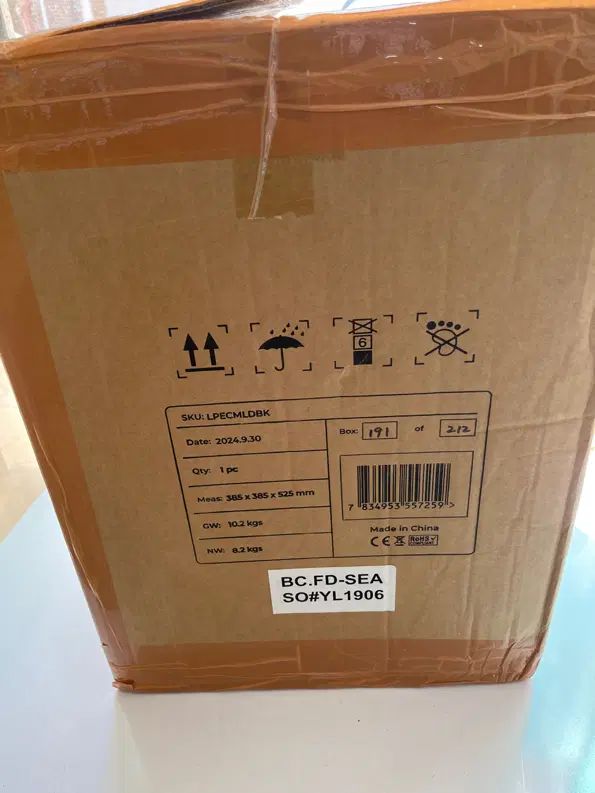 6
SKU: LPECMLDBK
Date: 2024.9.30
Qty: 1 pc
Meas: 385 x 385 x 525 mm
GW: 10.2 kgs
NW: 8.2 kgs
Box: 191 of 212
7 834953 557259 >
Made in China
CE RoHS
COMPLIANT
BC.FD-SEA
SO#YL1906